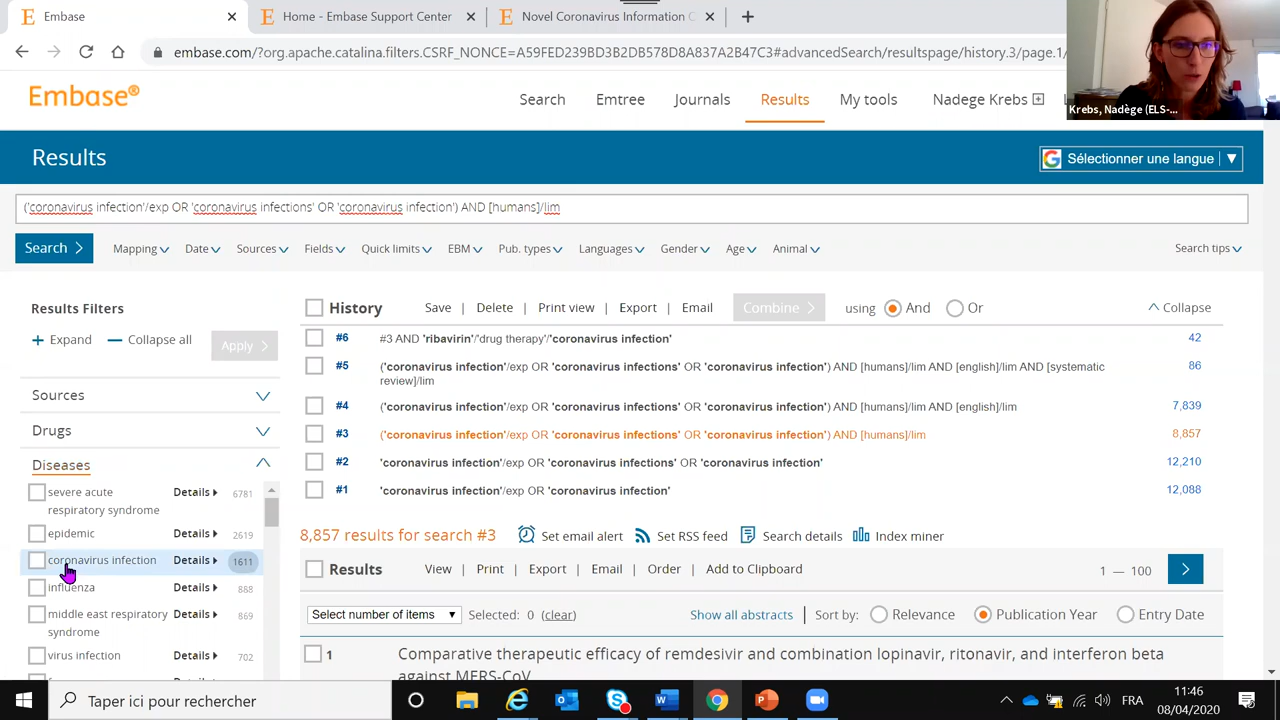 Embase
Home - Embase Support Center
Novel Coronavirus Information C
embase.com/?org.apache.catalina.filters.CSRF_NONCE=A59FED239BD3B2DB578D8A837A2B47C3#advancedSearch/resultspage/history.3/page.1/
Krebs, Nadège (ELS-...
Embase®
Search Emtree Journals Results My tools Nadege Krebs
Results
Sélectionner une langue
('coronavirus infection'/exp OR 'coronavirus infections' OR 'coronavirus infection') AND [humans]/lim
Search > Mapping Date Sources Fields Quick limits EBM Pub. types Languages Gender Age Animal Search tips
Results Filters
+ Expand — Collapse all Apply >
Sources
Drugs
Diseases
severe acute respiratory syndrome Details 6781
epidemic Details 2619
coronavirus infection Details 1611
influenza Details 888
middle east respiratory syndrome Details 869
virus infection Details 702
History Save | Delete | Print view | Export | Email Combine > using And Or Collapse
#6 #3 AND 'ribavirin'/'drug therapy'/'coronavirus infection' 42
#5 ('coronavirus infection'/exp OR 'coronavirus infections' OR 'coronavirus infection') AND [humans]/lim AND [english]/lim AND [systematic 86
review]/lim
#4 ('coronavirus infection'/exp OR 'coronavirus infections' OR 'coronavirus infection') AND [humans]/lim AND [english]/lim 7,839
#3 ('coronavirus infection'/exp OR 'coronavirus infections' OR 'coronavirus infection') AND [humans]/lim 8,857
#2 'coronavirus infection'/exp OR 'coronavirus infections' OR 'coronavirus infection' 12,210
#1 'coronavirus infection'/exp OR 'coronavirus infection' 12,088
8,857 results for search #3 Set email alert Set RSS feed Search details Index miner
Results View | Print | Export | Email | Order | Add to Clipboard 1 — 100 >
Select number of items Selected: 0 (clear) Show all abstracts | Sort by: Relevance Publication Year Entry Date
1 Comparative therapeutic efficacy of remdesivir and combination lopinavir, ritonavir, and interferon beta
against MERS-CoV
Taper ici pour rechercher
FRA
11:46
08/04/2020